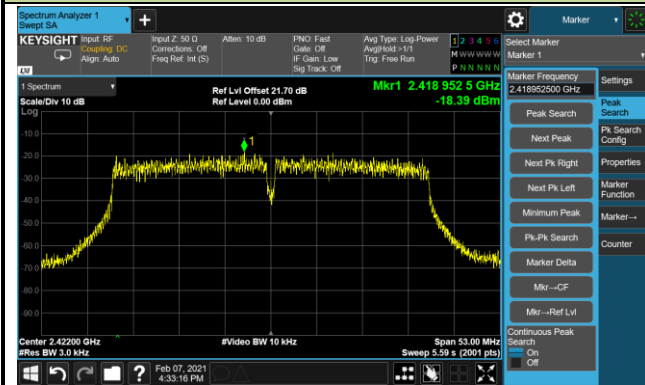 Spectrum Analyzer 1
Swept SA
Marker
KEYSIGHT Input: RF
Coupling: DC
Align: Auto
Input Z: 50 Ω
Corrections: Off
Freq Ref: Int (S)
Atten: 10 dB
PNO: Fast
Gate: Off
IF Gain: Low
Sig Track: Off
Avg Type: Log-Power
Avg|Hold:>1/1
Trig: Free Run
1 2 3 4 5 6
M W W W W W
P N N N N N
LXI
Select Marker
Marker 1
1 Spectrum
Scale/Div 10 dB
Log
Ref Lvl Offset 21.70 dB
Ref Level 0.00 dBm
Mkr1 2.418 952 5 GHz
-18.39 dBm
1
-10.0
-20.0
-30.0
-40.0
-50.0
-60.0
-70.0
-80.0
-90.0
Center 2.42200 GHz
#Res BW 3.0 kHz
#Video BW 10 kHz
Span 53.00 MHz
Sweep 5.59 s (2001 pts)
Marker Frequency
2.418952500 GHz
Peak Search
Next Peak
Next Pk Right
Next Pk Left
Minimum Peak
Pk-Pk Search
Marker Delta
Mkr→CF
Mkr→Ref Lvl
Continuous Peak
Search
On
Off
Settings
Peak
Search
Pk Search
Config
Properties
Marker
Function
Marker→
Counter
Feb 07, 2021
4:33:16 PM